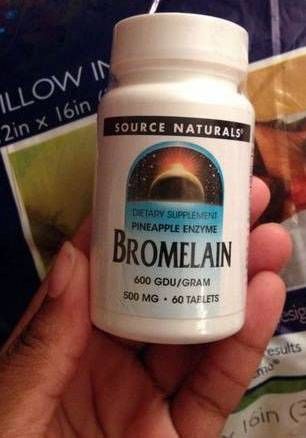 ILLOW IN
2in x 16in
SOURCE NATURALS®
DIETARY SUPPLEMENT
PINEAPPLE ENZYME
BROMELAIN
600 GDU/GRAM
500 MG • 60 TABLETS
esults
16in